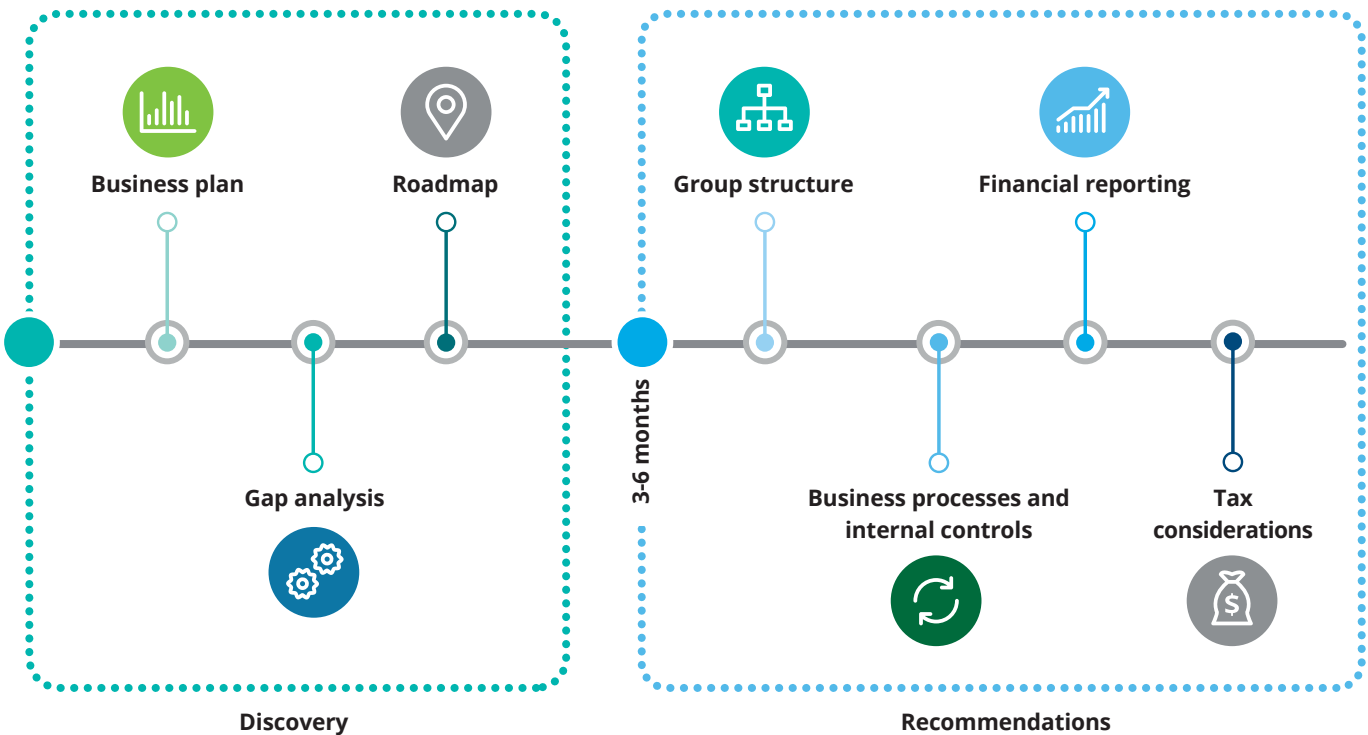 Business plan
Roadmap
Gap analysis
Discovery
3-6 months
Group structure
Financial reporting
Business processes and
internal controls
Tax
considerations
$
Recommendations